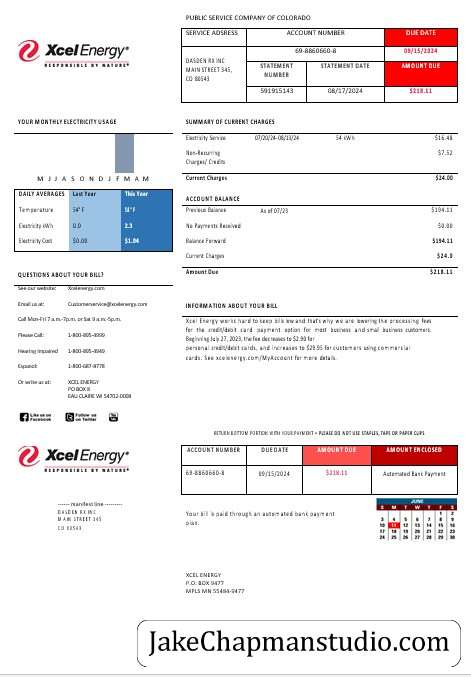 PUBLIC SERVICE COMPANY OF COLORADO
XcelEnergy®
RESPONSIBLE BY NATURE®
SERVICE ADSRESS
ACCOUNT NUMBER
DUE DATE
DASDEN RX INC
MAIN STREET 345,
CO 80543
69-8860660-8
09/15/2024
STATEMENT
NUMBER
STATEMENT DATE
AMOUNT DUE
591915143
08/17/2024
$218.11
YOUR MONTHLY ELECTRICITY USAGE
M J J A S O N D J F M A M
DAILY AVERAGES Last Year This Year
Temperature 54° F 51° F
Electricity kWh 0.0 2.3
Electricity Cost $0.00 $1.04
SUMMARY OF CURRENT CHARGES
Electricity Service 07/20/24-08/13/24 54 kWh $16.48
Non-Recurring
Charges/ Credits
$7.52
Current Charges $24.00
ACCOUNT BALANCE
Previous Balance As of 07/23 $194.11
No Payments Received $0.00
Balance Forward $194.11
Current Charges $24.0
Amount Due $218.11
QUESTIONS ABOUT YOUR BILL?
See our website: Xcelenergy.com
Email us at: Customerservice@xcelenergy.com
Call Mon-Fri 7 a.m.-7p.m. or Sat 9 a.m.-5p.m.
Please Call: 1-800-895-4999
Hearing Impaired 1-800-895-4949
Espanol: 1-800-687-8778
Or write us at: XCEL ENERGY
PO BOX 8
EAU CLAIRE WI 54702-0008
Like us on
Facebook
Follow us
on Twitter
INFORMATION ABOUT YOUR BILL
Xcel Energy works hard to keep bills low and that's why we are lowering the processing fees
for the credit/debit card payment option for most business and small business customers.
Beginning July 27, 2023, the fee decreases to $2.90 for
personal credit/debit cards, and increases to $29.95 for customers using commercial
cards. See xcelenergy.com/MyAccount for more details.
RETURN BOTTOM PORTION WITH YOUR PAYMENT • PLEASE DO NOT USE STAPLES, TAPE OR PAPER CLIPS
XcelEnergy®
RESPONSIBLE BY NATURE®
ACCOUNT NUMBER DUE DATE AMOUNT DUE AMOUNT ENCLOSED
69-8860660-8 09/15/2024 $218.11 Automated Bank Payment
------ manifest line ---------
DASDEN RX INC
MAIN STREET 345
CO 80543
Your bill is paid through an automated bank payment
plan.
JUNE
S M T W T F S
1 2
3 4 5 6 7 8 9
10 11 12 13 14 15 16
17 18 19 20 21 22 23
24 25 26 27 28 29 30
XCEL ENERGY
P.O. BOX 9477
MPLS MN 55484-9477
JakeChapmanstudio.com